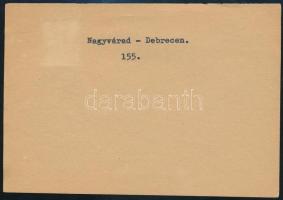 Nagyvárad - Debrecen.
155.
darabanth